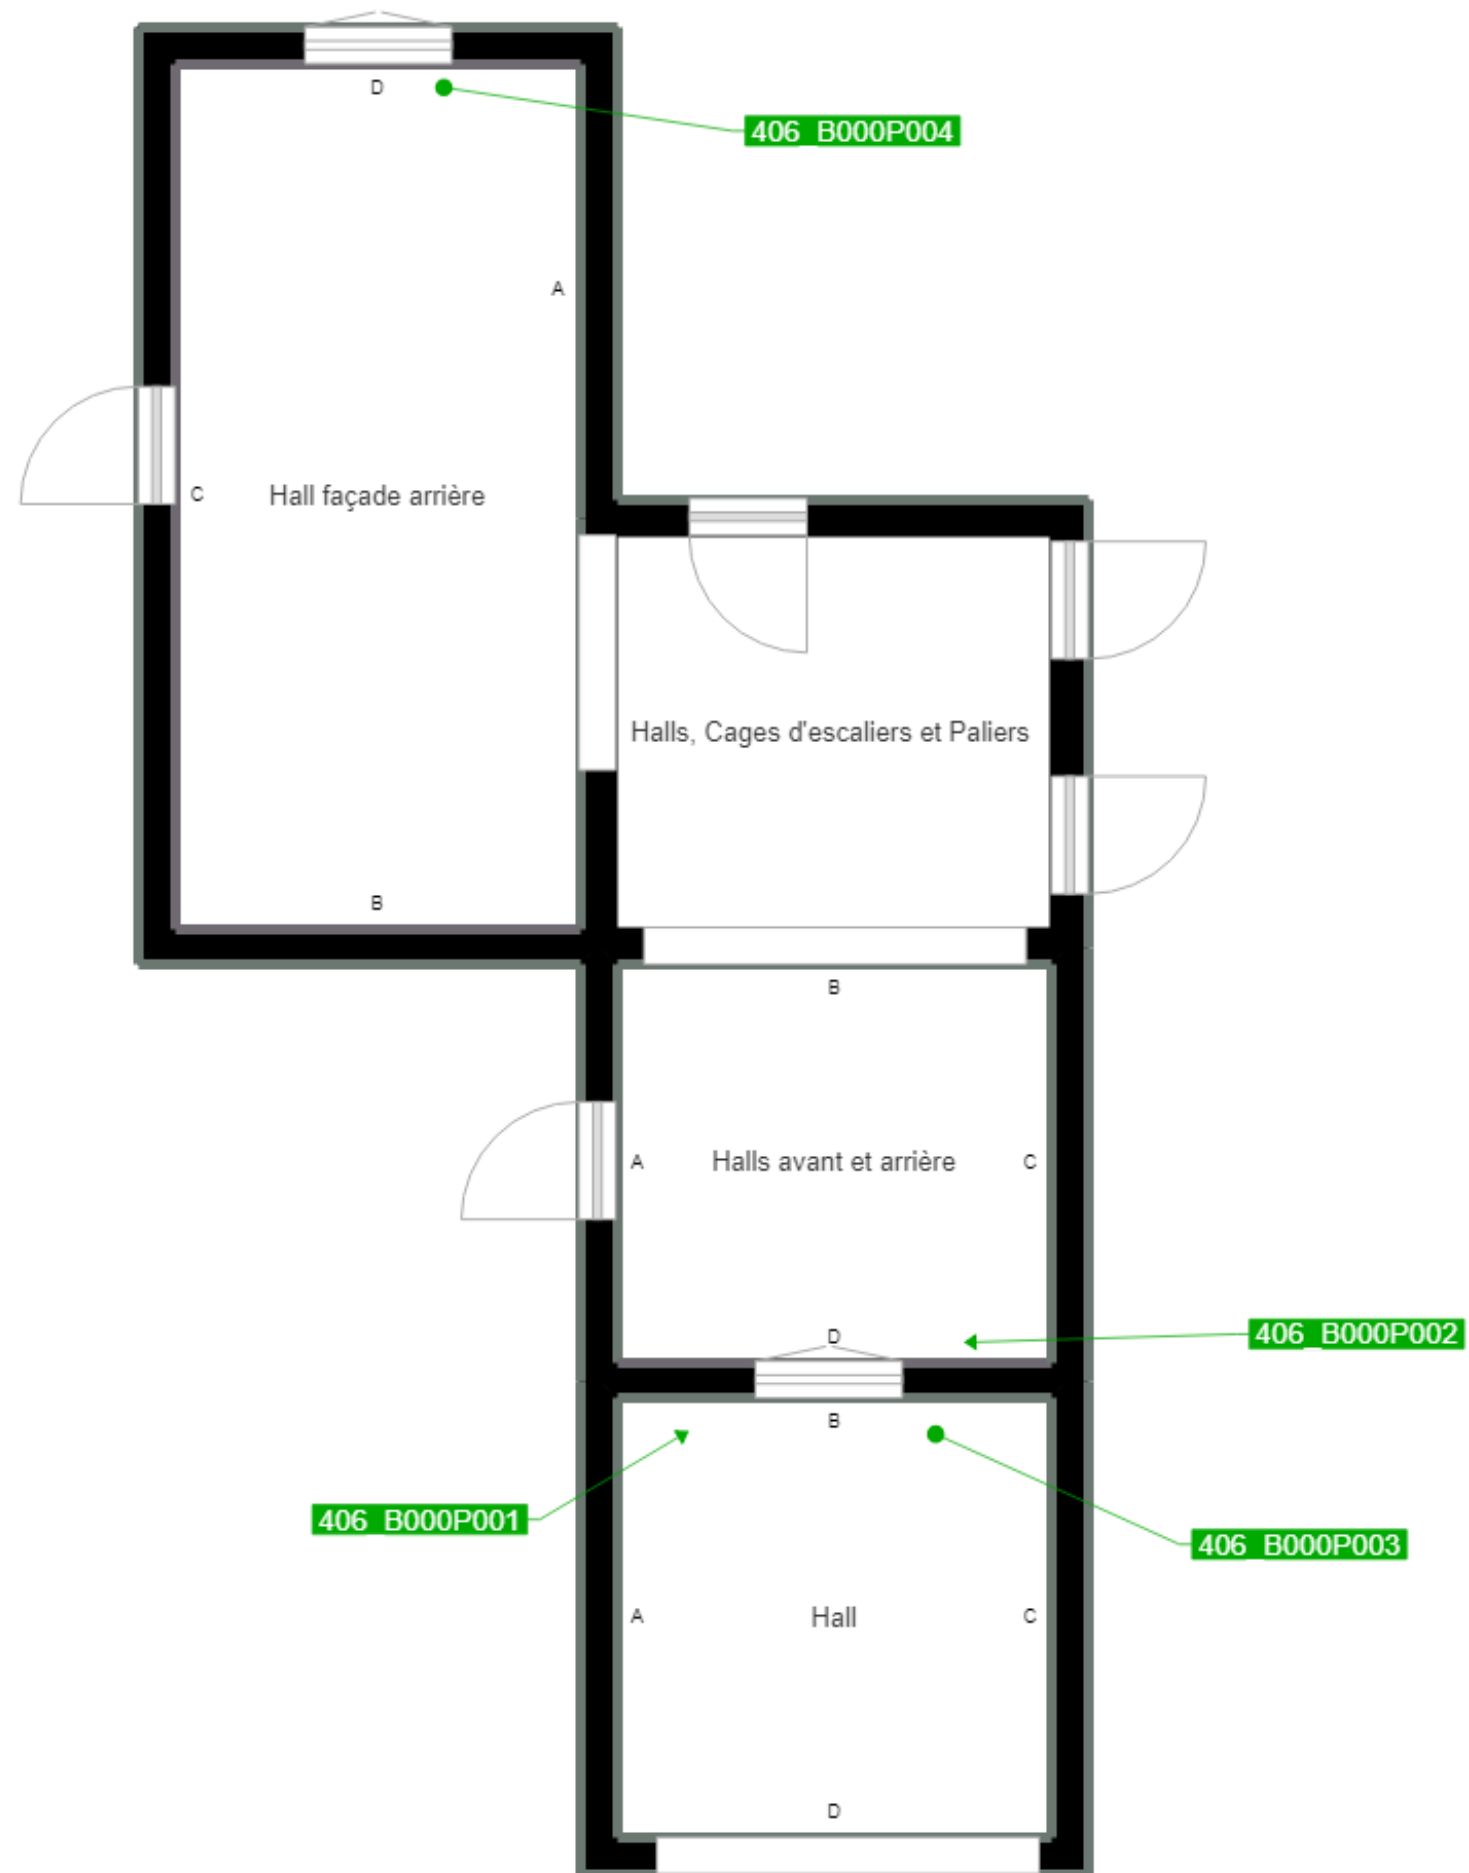 D
406_B000P004
A
C
Hall façade arrière
Halls, Cages d'escaliers et Paliers
B
B
A
Halls avant et arrière
C
D
406_B000P002
B
406_B000P001
406_B000P003
A
Hall
C
D